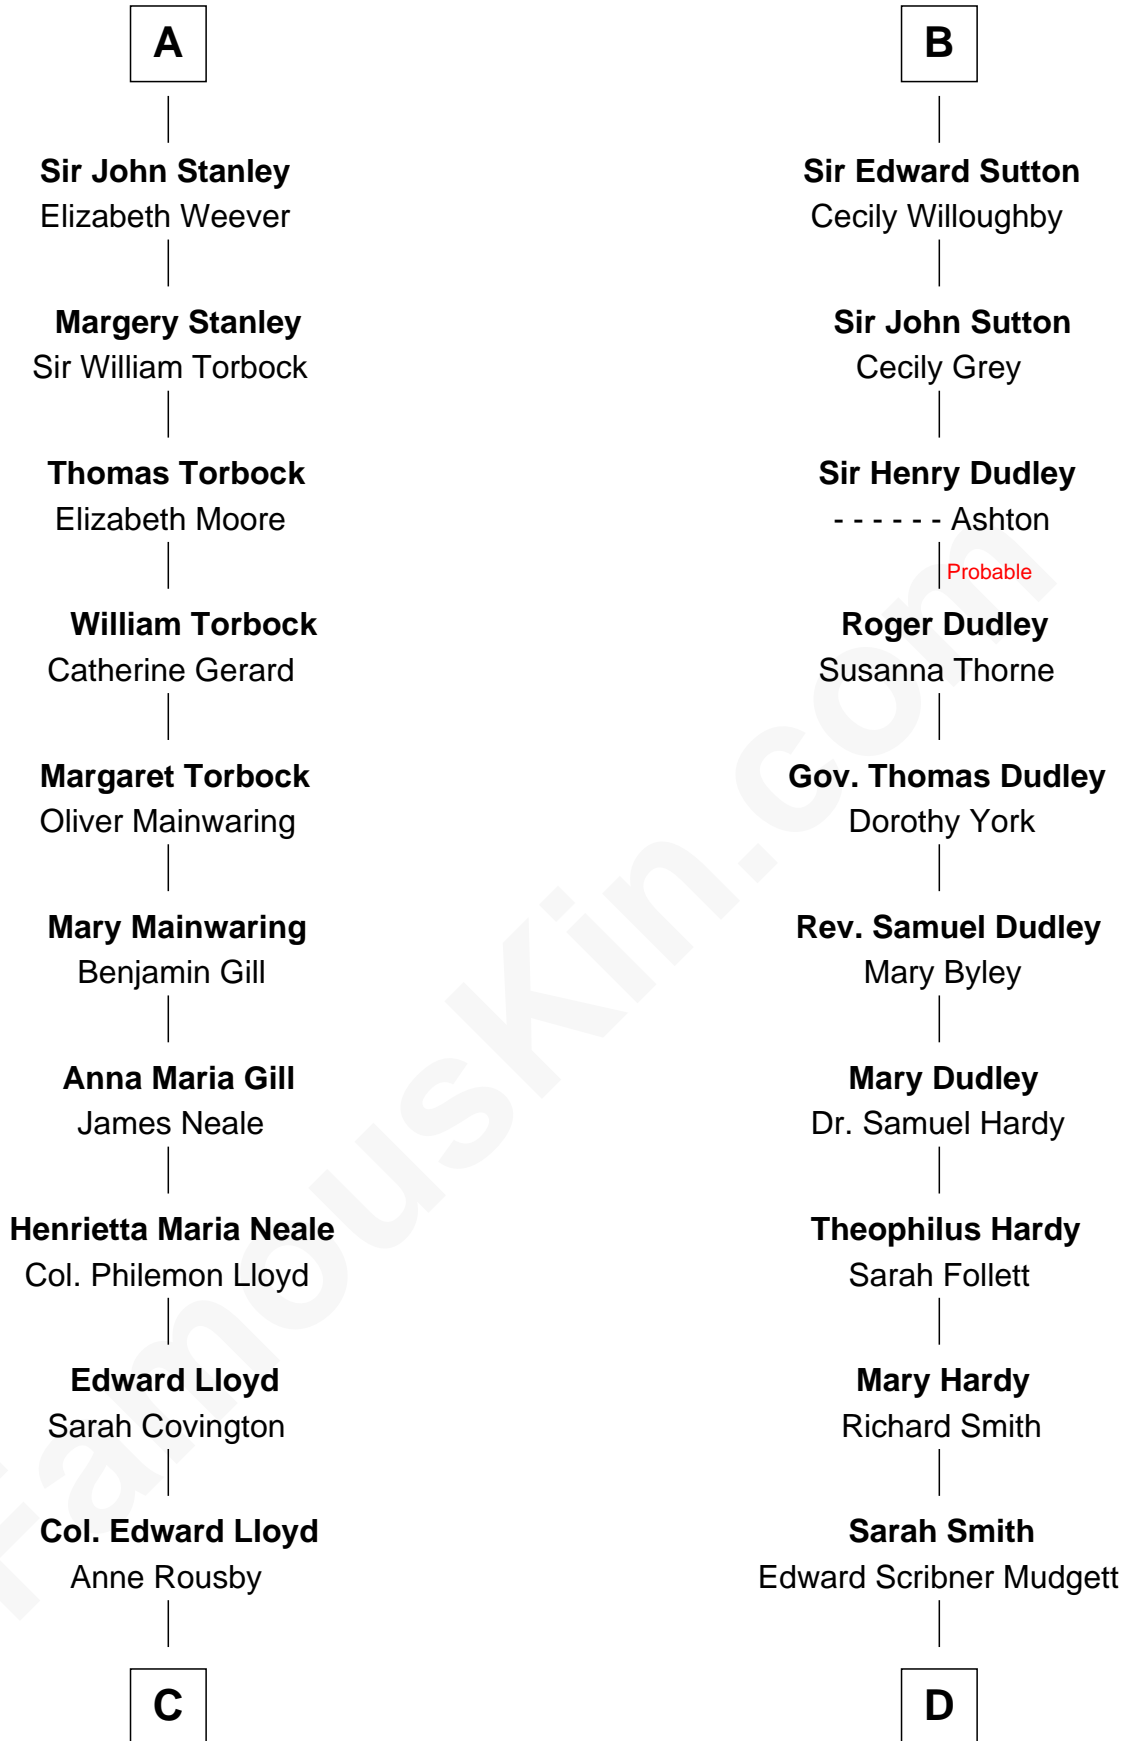 A
Sir John Stanley
Elizabeth Weever
Margery Stanley
Sir William Torbock
Thomas Torbock
Elizabeth Moore
William Torbock
Catherine Gerard
Margaret Torbock
Oliver Mainwaring
Mary Mainwaring
Benjamin Gill
Anna Maria Gill
James Neale
Henrietta Maria Neale
Col. Philemon Lloyd
Edward Lloyd
Sarah Covington
Col. Edward Lloyd
Anne Rousby
C
B
Sir Edward Sutton
Cecily Willoughby
Sir John Sutton
Cecily Grey
Sir Henry Dudley
- - - - - - Ashton
Probable
Roger Dudley
Susanna Thorne
Gov. Thomas Dudley
Dorothy York
Rev. Samuel Dudley
Mary Byley
Mary Dudley
Dr. Samuel Hardy
Theophilus Hardy
Sarah Follett
Mary Hardy
Richard Smith
Sarah Smith
Edward Scribner Mudgett
D
FamousKin.com